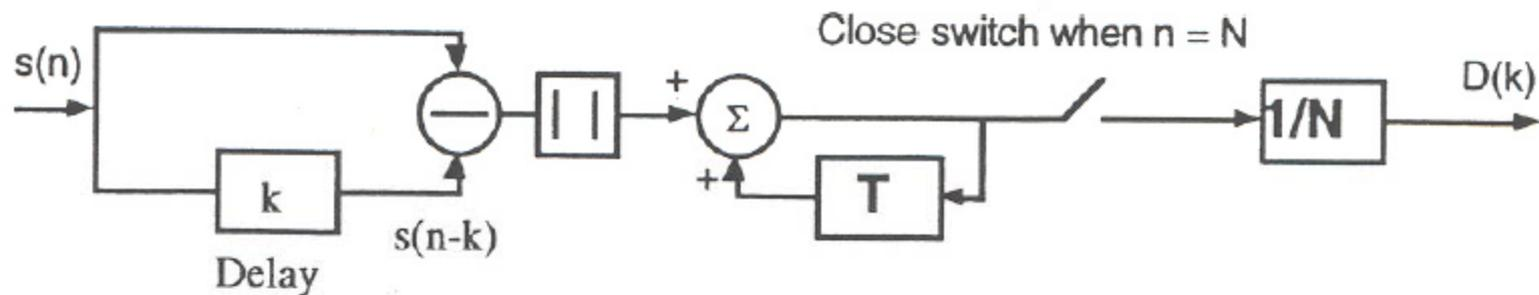 Close switch when n = N
s(n)
D(k)
+
Σ
1/N
+
T
k
s(n-k)
Delay